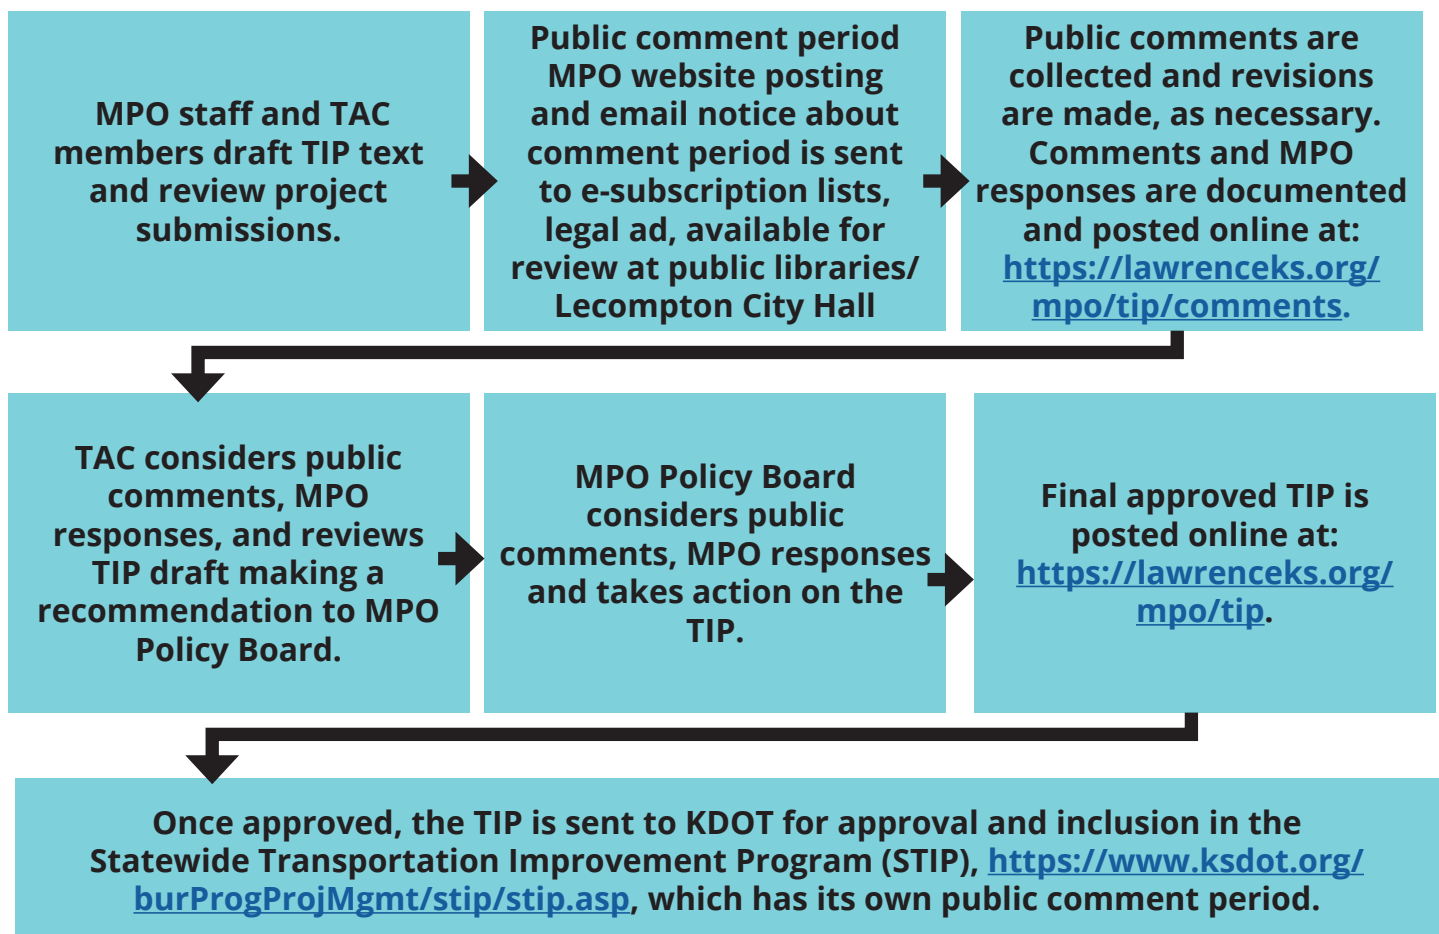 MPO staff and TAC
members draft TIP text
and review project
submissions.
Public comment period
MPO website posting
and email notice about
comment period is sent
to e-subscription lists,
legal ad, available for
review at public libraries/
Lecompton City Hall
Public comments are
collected and revisions
are made, as necessary.
Comments and MPO
responses are documented
and posted online at:
https://lawrenceks.org/
mpo/tip/comments.
TAC considers public
comments, MPO
responses, and reviews
TIP draft making a
recommendation to MPO
Policy Board.
MPO Policy Board
considers public
comments, MPO responses
and takes action on the
TIP.
Final approved TIP is
posted online at:
https://lawrenceks.org/
mpo/tip.
Once approved, the TIP is sent to KDOT for approval and inclusion in the
Statewide Transportation Improvement Program (STIP), https://www.ksdot.org/
burProgProjMgmt/stip/stip.asp, which has its own public comment period.